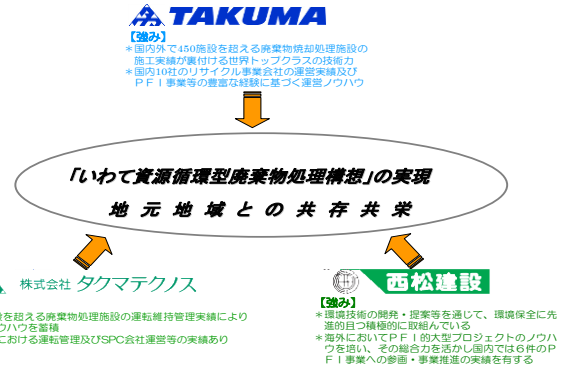 TAKUMA
【強み】
＊国内外で450施設を超える廃棄物焼却処理施設の
施工実績が裏付ける世界トップクラスの技術力
＊国内10社のリサイクル事業会社の運営実績及び
ＰＦＩ事業等の豊富な経験に基づく運営ノウハウ
「いわて資源循環型廃棄物処理構想」の実現
地元地域との共存共栄
株式会社 タクマテクノス
を超える廃棄物処理施設の運転維持管理実績により
ウハウを蓄積
における運転管理及びSPC会社運営等の実績あり
西松建設
【強み】
＊環境技術の開発・提案等を通じて、環境保全に先
進的且つ積極的に取組んでいる
＊海外においてＰＦＩ的大型プロジェクトのノウハ
ウを培い、その総合力を活かし国内では６件のＰ
ＦＩ事業への参画・事業推進の実績を有する